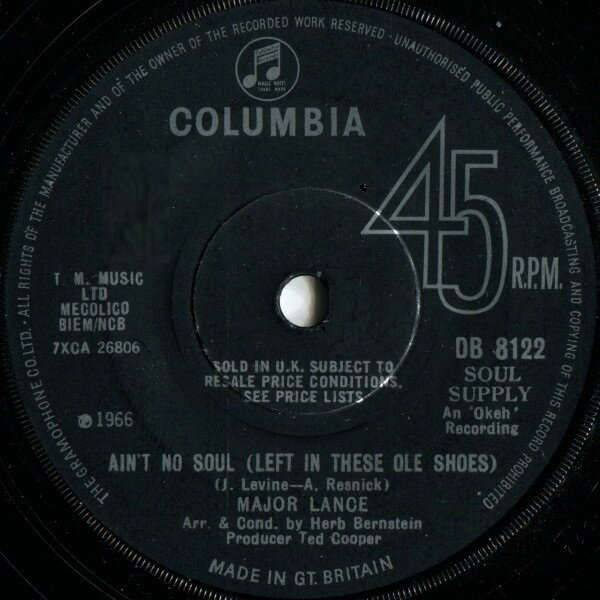 THE GRAMOPHONE CO. LTD. · ALL RIGHTS OF THE MANUFACTURER AND OF THE OWNER OF THE RECORDED WORK RESERVED · UNAUTHORISED PUBLIC PERFORMANCE BROADCASTING AND COPYING OF THIS RECORD PROHIBITED
MAGIC NOTES
TRADE MARK
COLUMBIA
45 R.P.M.
T. M. MUSIC
LTD
MECOLICO
BIEM/NCB
7XCA 26806
℗ 1966
SOLD IN U.K. SUBJECT TO
RESALE PRICE CONDITIONS,
SEE PRICE LISTS
DB 8122
SOUL
SUPPLY
An 'Okeh'
Recording
AIN'T NO SOUL (LEFT IN THESE OLE SHOES)
(J. Levine—A. Resnick)
MAJOR LANCE
Arr. & Cond. by Herb Bernstein
Producer Ted Cooper
MADE IN GT. BRITAIN